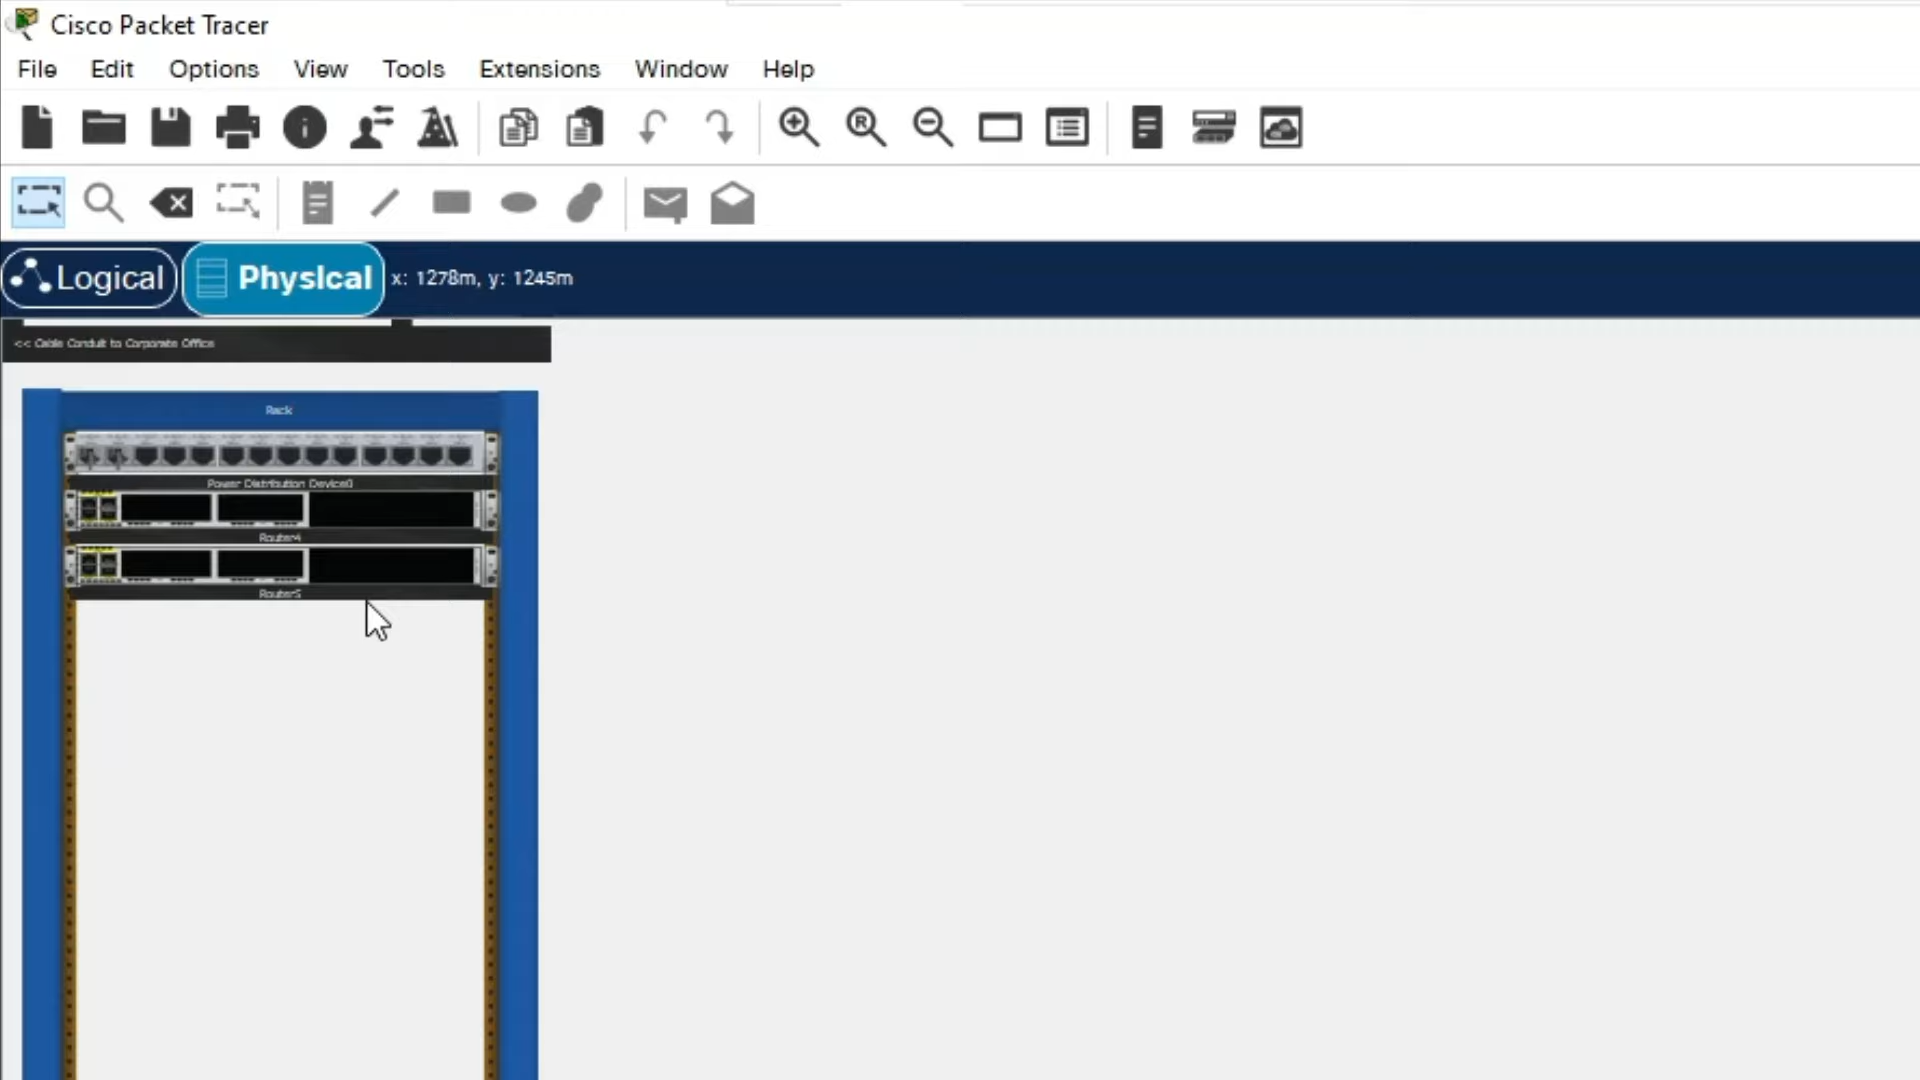 Cisco Packet Tracer
File Edit Options View Tools Extensions Window Help
Logical Physical x: 1278m, y: 1245m
<< Cable Conduit to Corporate Office
Rack
Power Distribution Device0
Router4
Router5